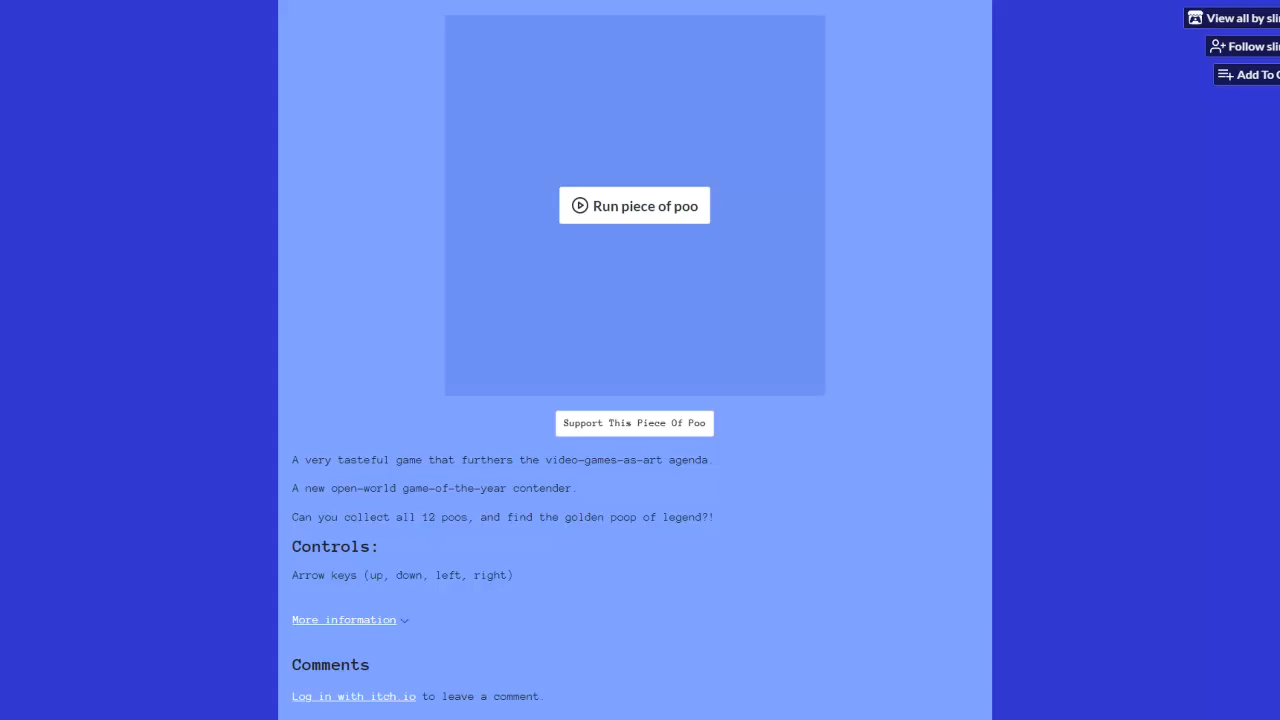 View all by
Follow
Add To
Run piece of poo
Support This Piece Of Poo
A very tasteful game that furthers the video-games-as-art agenda.
A new open-world game-of-the-year contender.
Can you collect all 12 poos, and find the golden poop of legend?!
Controls:
Arrow keys (up, down, left, right)
More information
Comments
Log in with itch.io to leave a comment.